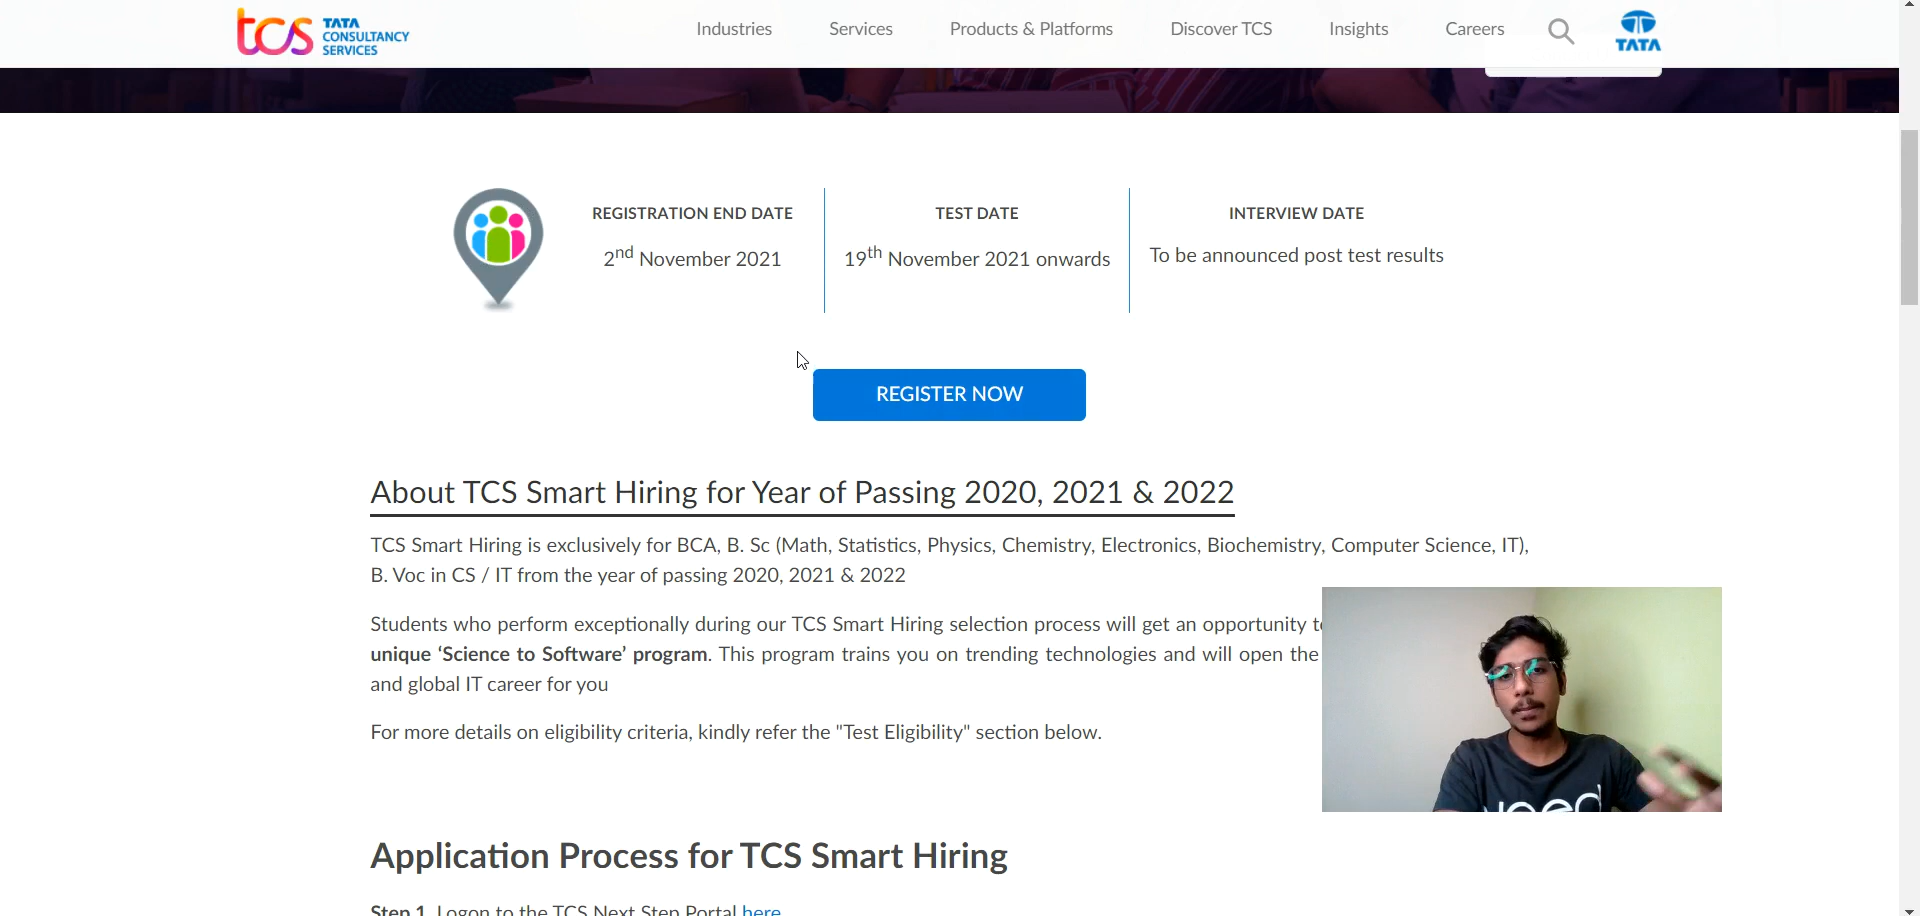 tcs TATA
CONSULTANCY
SERVICES
Industries Services Products & Platforms Discover TCS Insights Careers
TATA
REGISTRATION END DATE TEST DATE INTERVIEW DATE
2nd November 2021 19th November 2021 onwards To be announced post test results
REGISTER NOW
About TCS Smart Hiring for Year of Passing 2020, 2021 & 2022
TCS Smart Hiring is exclusively for BCA, B. Sc (Math, Statistics, Physics, Chemistry, Electronics, Biochemistry, Computer Science, IT),
B. Voc in CS / IT from the year of passing 2020, 2021 & 2022
Students who perform exceptionally during our TCS Smart Hiring selection process will get an opportunity
unique ‘Science to Software’ program. This program trains you on trending technologies and will open the
and global IT career for you
For more details on eligibility criteria, kindly refer the "Test Eligibility" section below.
Application Process for TCS Smart Hiring
Step 1. Logon to the TCS Next Step Portal here